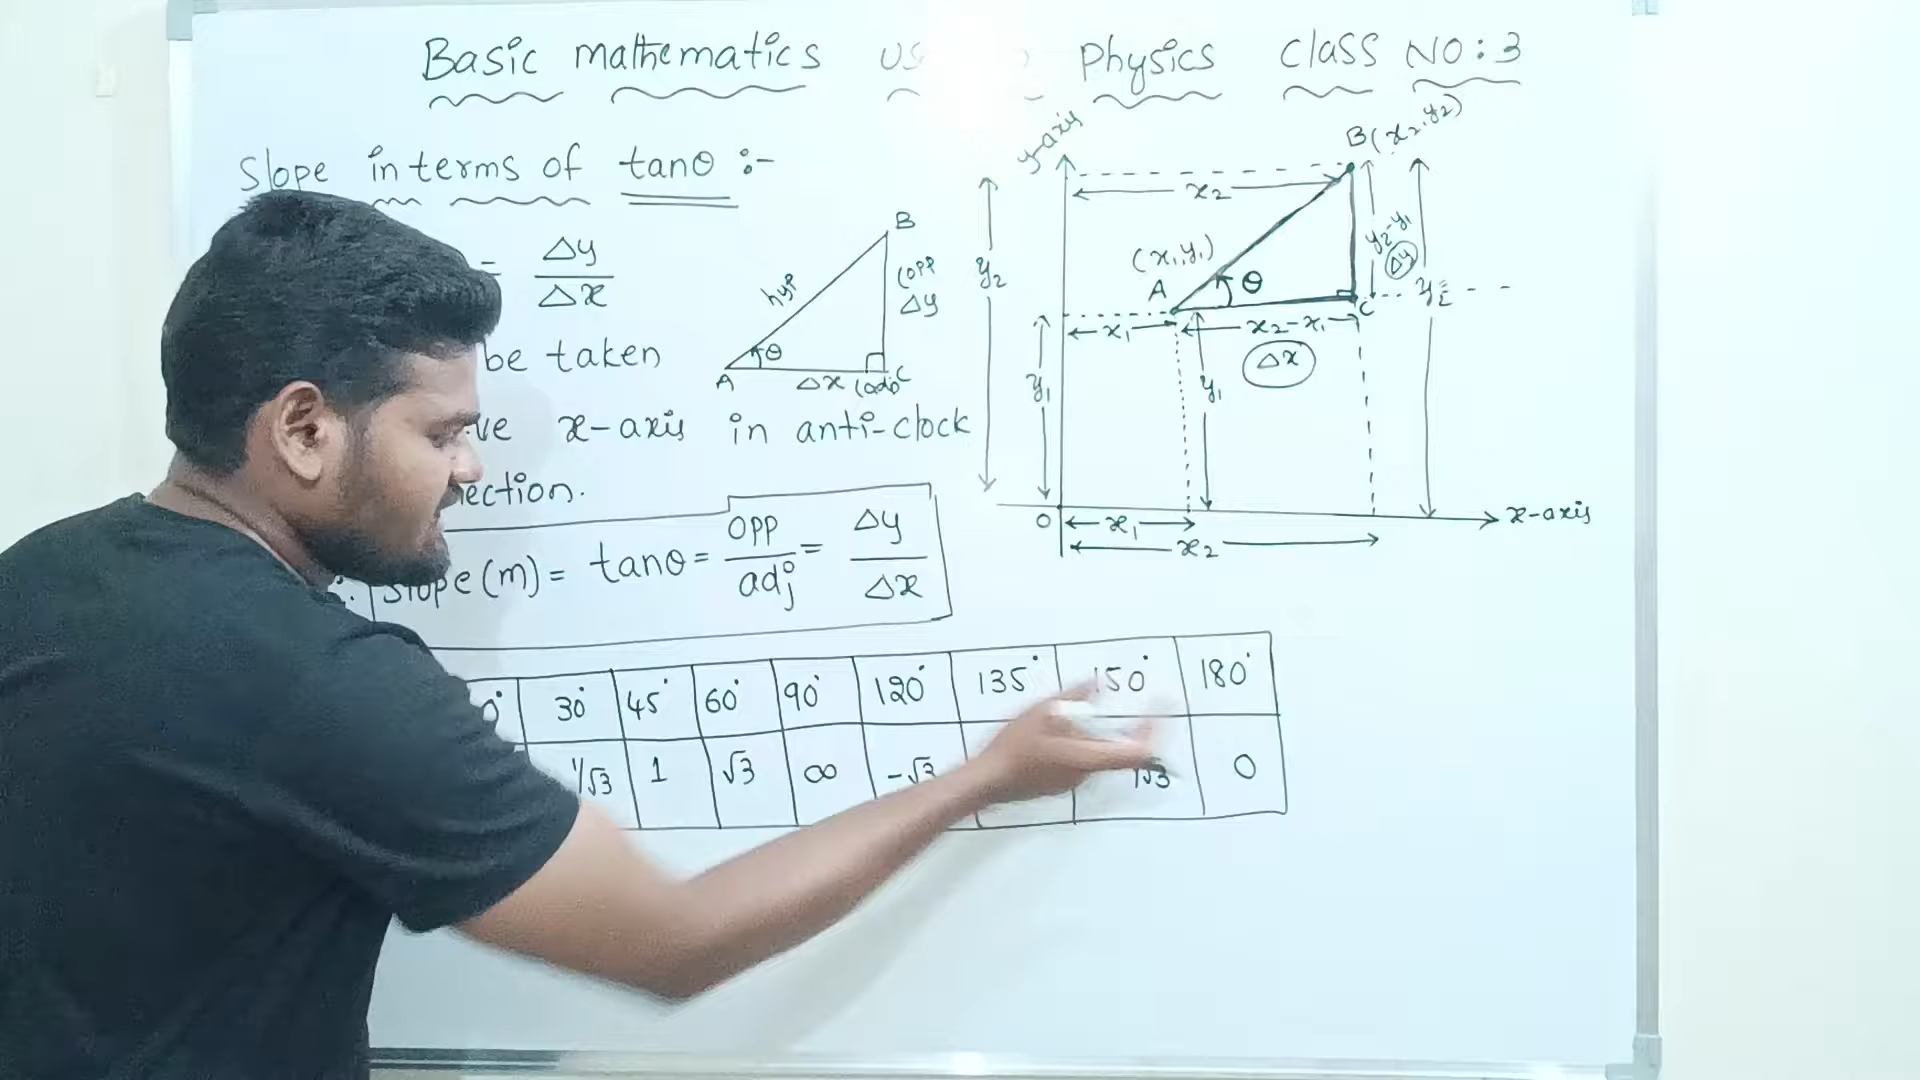 Basic mathematics Physics Class NO:3
Slope in terms of tanθ :-
= Δy / Δx
be taken
ve x-axis in anti-clock
ection.
Slope(m) = tanθ = opp / adj = Δy / Δx
B
hyp
(opp
Δy
θ
A
Δx (adj)
C
y-axis
B(x₂,y₂)
x₂
(x₁,y₁)
A
θ
C
y₂-y₁
Δy
y₂
x₁
x₂-x₁
Δx
y₁
y₁
O
x₁
x₂
x-axis
0° 30° 45° 60° 90° 120° 135° 150° 180°
1/√3 1 √3 ∞ -√3 √3 0